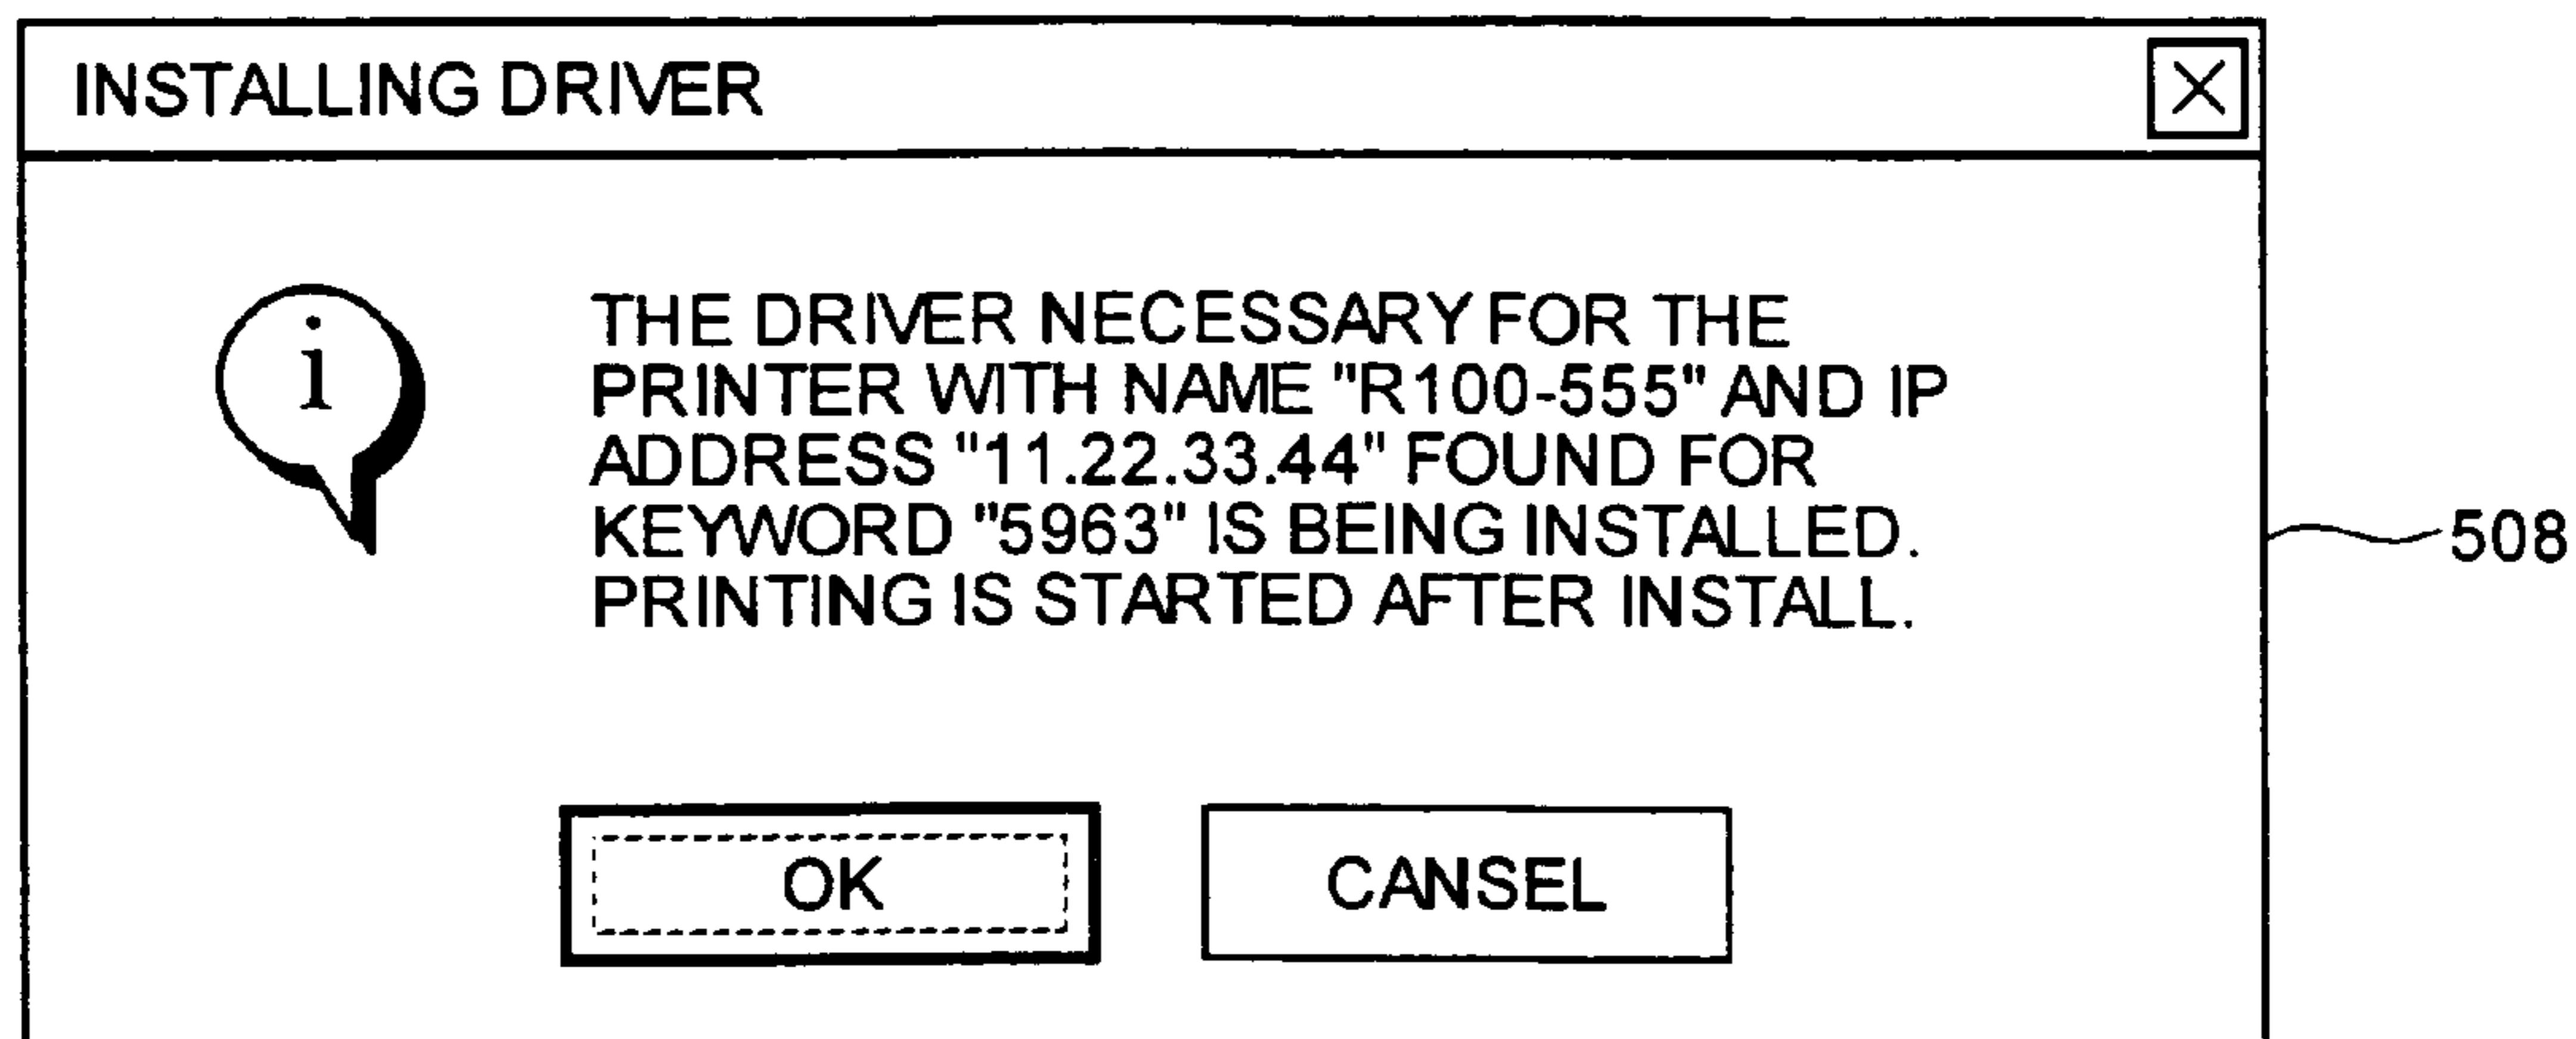 INSTALLING DRIVER
i
THE DRIVER NECESSARY FOR THE
PRINTER WITH NAME "R100-555" AND IP
ADDRESS "11.22.33.44" FOUND FOR
KEYWORD "5963" IS BEING INSTALLED.
PRINTING IS STARTED AFTER INSTALL.
508
OK CANSEL